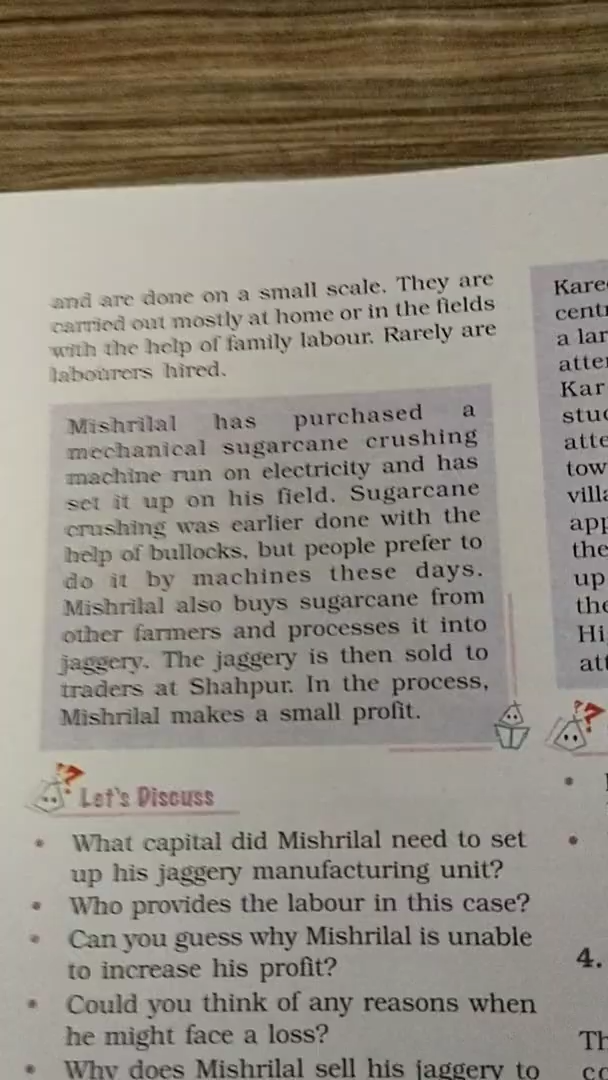 and are done on a small scale. They are
carried out mostly at home or in the fields
with the help of family labour. Rarely are
labourers hired.
Mishrilal has purchased a
mechanical sugarcane crushing
machine run on electricity and has
set it up on his field. Sugarcane
crushing was earlier done with the
help of bullocks, but people prefer to
do it by machines these days.
Mishrilal also buys sugarcane from
other farmers and processes it into
jaggery. The jaggery is then sold to
traders at Shahpur. In the process,
Mishrilal makes a small profit.
Let's Discuss
• What capital did Mishrilal need to set
up his jaggery manufacturing unit?
• Who provides the labour in this case?
• Can you guess why Mishrilal is unable
to increase his profit?
• Could you think of any reasons when
he might face a loss?
• Why does Mishrilal sell his jaggery to
a lar
the
up
the
4.